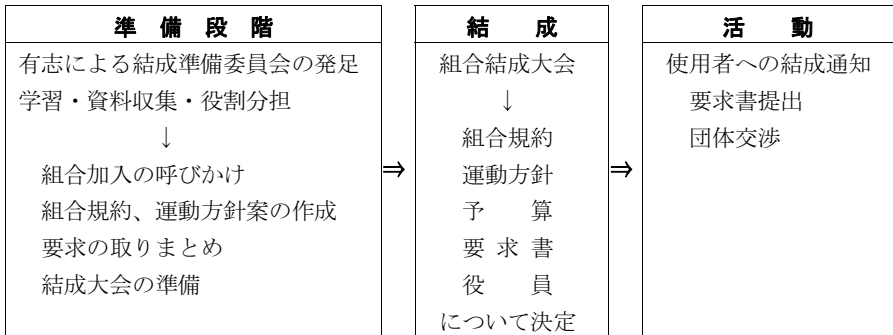 準 備 段 階
有志による結成準備委員会の発足
学習・資料収集・役割分担
↓
組合加入の呼びかけ
組合規約、運動方針案の作成
要求の取りまとめ
結成大会の準備
⇒
結 成
組合結成大会
↓
組合規約
運動方針
予 算
要 求 書
役 員
について決定
⇒
活 動
使用者への結成通知
要求書提出
団体交渉